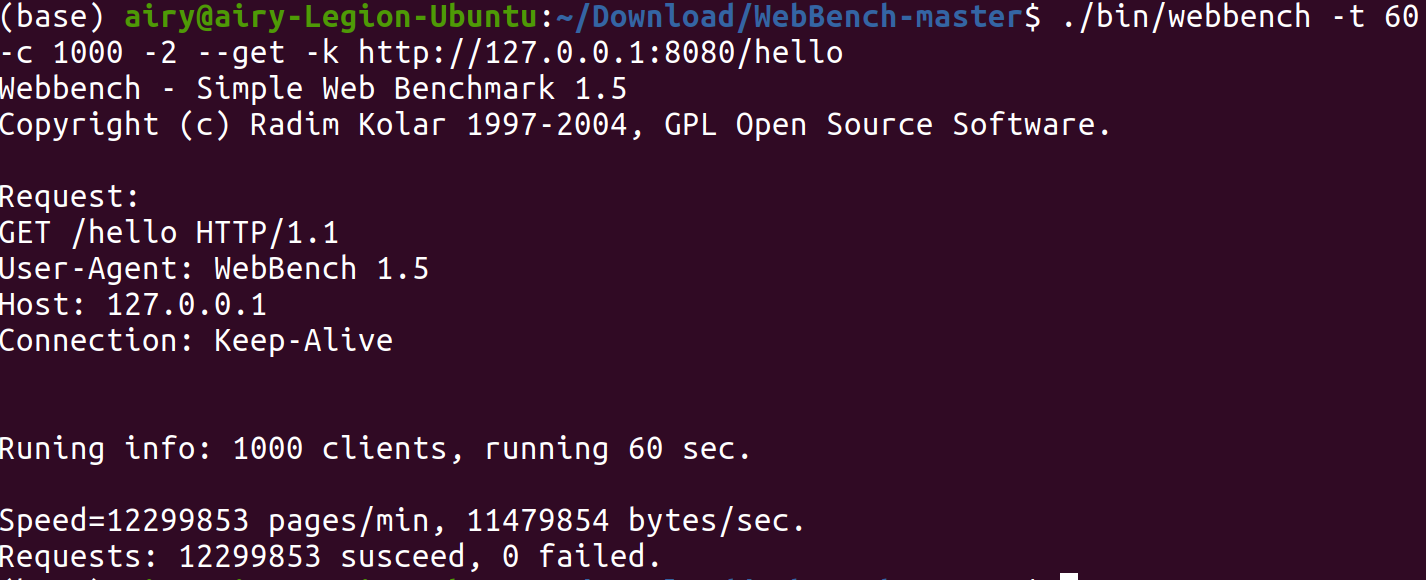 (base) airy@airy-Legion-Ubuntu:~/Download/WebBench-master$ ./bin/webbench -t 60
-c 1000 -2 --get -k http://127.0.0.1:8080/hello
Webbench - Simple Web Benchmark 1.5
Copyright (c) Radim Kolar 1997-2004, GPL Open Source Software.
Request:
GET /hello HTTP/1.1
User-Agent: WebBench 1.5
Host: 127.0.0.1
Connection: Keep-Alive
Runing info: 1000 clients, running 60 sec.
Speed=12299853 pages/min, 11479854 bytes/sec.
Requests: 12299853 susceed, 0 failed.